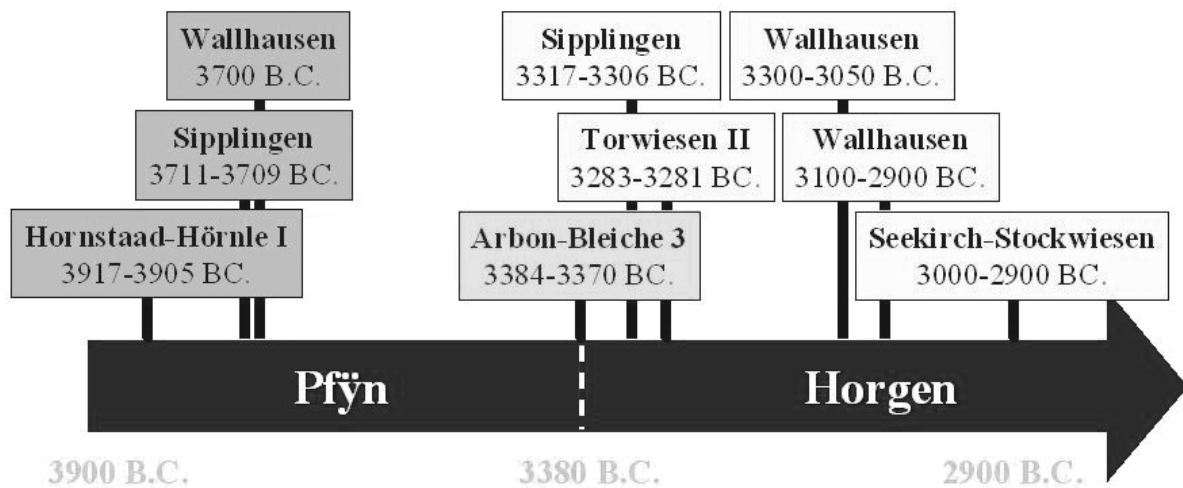 Wallhausen
3700 B.C.
Sipplingen
3317-3306 BC.
Wallhausen
3300-3050 BC.
Sipplingen
3711-3709 BC.
Torwiesen II
3283-3281 BC.
Wallhausen
3100-2900 BC.
Hornstaad-Hörnle I
3917-3905 BC.
Arbon-Bleiche 3
3384-3370 BC.
Seekirch-Stockwiesen
3000-2900 BC.
Pfÿn
Horgen
3900 B.C.
3380 B.C.
2900 B.C.